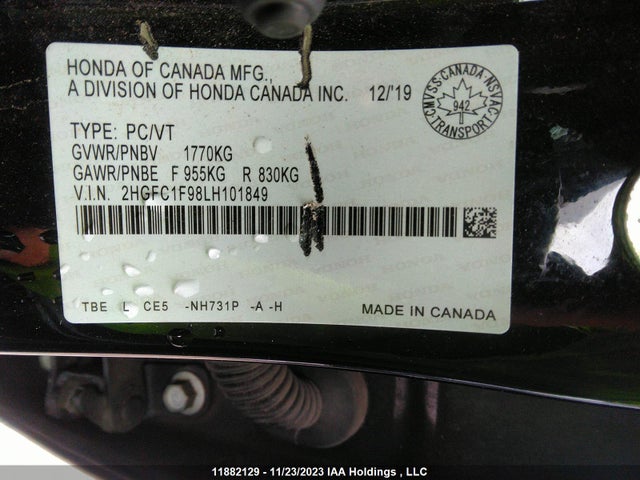 HONDA OF CANADA MFG.,
A DIVISION OF HONDA CANADA INC. 12/'19
CMVSS·CANADA·NSVAC
942
TRANSPORT
TYPE: PC/VT
GVWR/PNBV 1770KG
GAWR/PNBE F 955KG R 830KG
V.I.N. 2HGFC1F98LH101849
TBE L CE5 -NH731P -A -H
MADE IN CANADA
11882129 - 11/23/2023 IAA Holdings , LLC